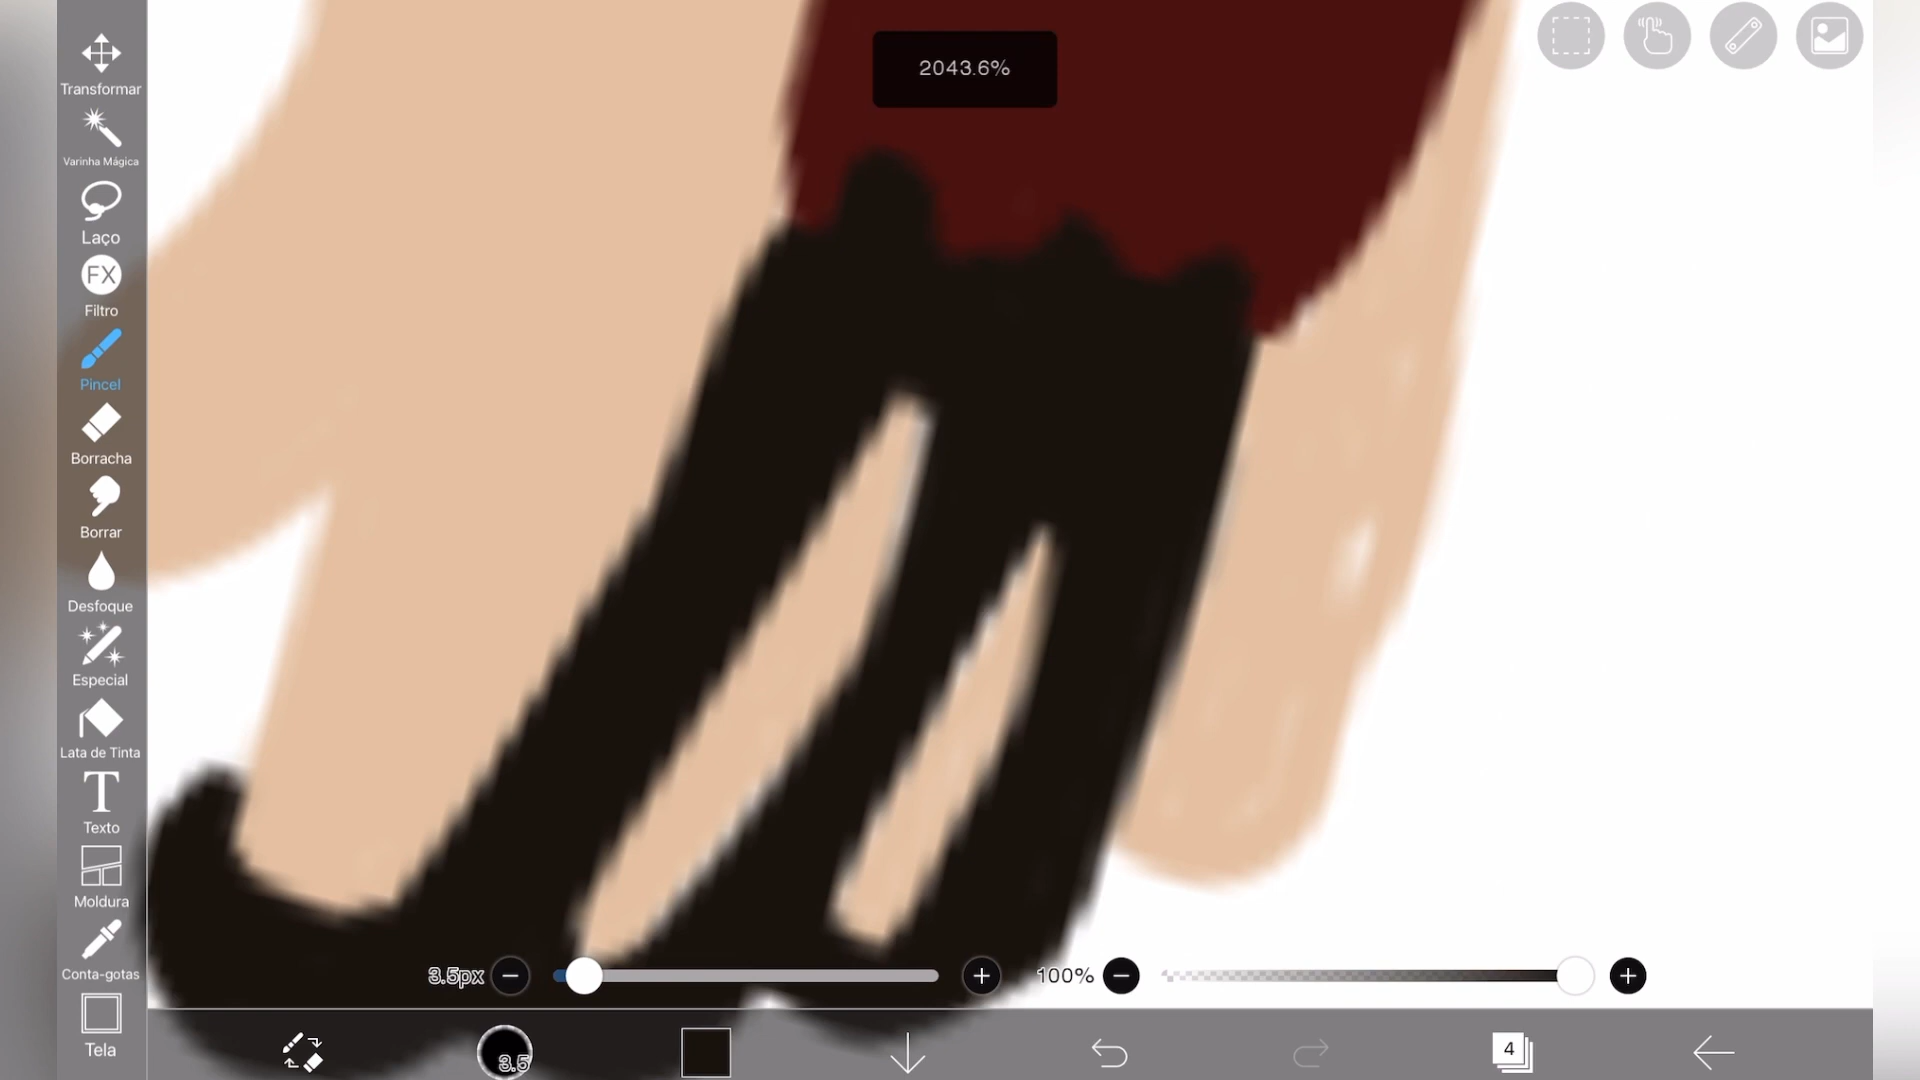 2043.6%
Transformar
Varinha Mágica
Laço
FX
Filtro
Pincel
Borracha
Borrar
Desfoque
Especial
Lata de Tinta
T
Texto
Moldura
Conta-gotas
Tela
3.5px
100%
3.5
4